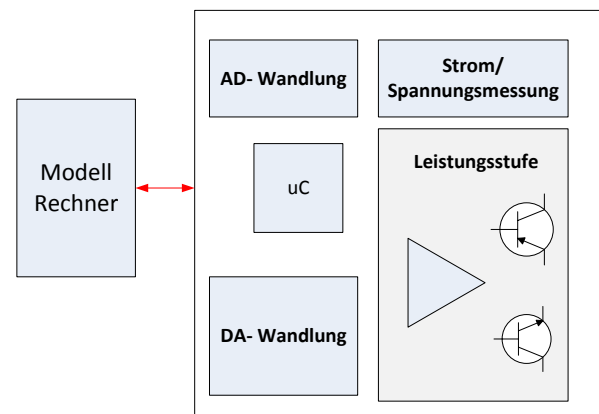 Modell
Rechner
AD- Wandlung
Strom/
Spannungsmessung
uC
Leistungsstufe
DA- Wandlung